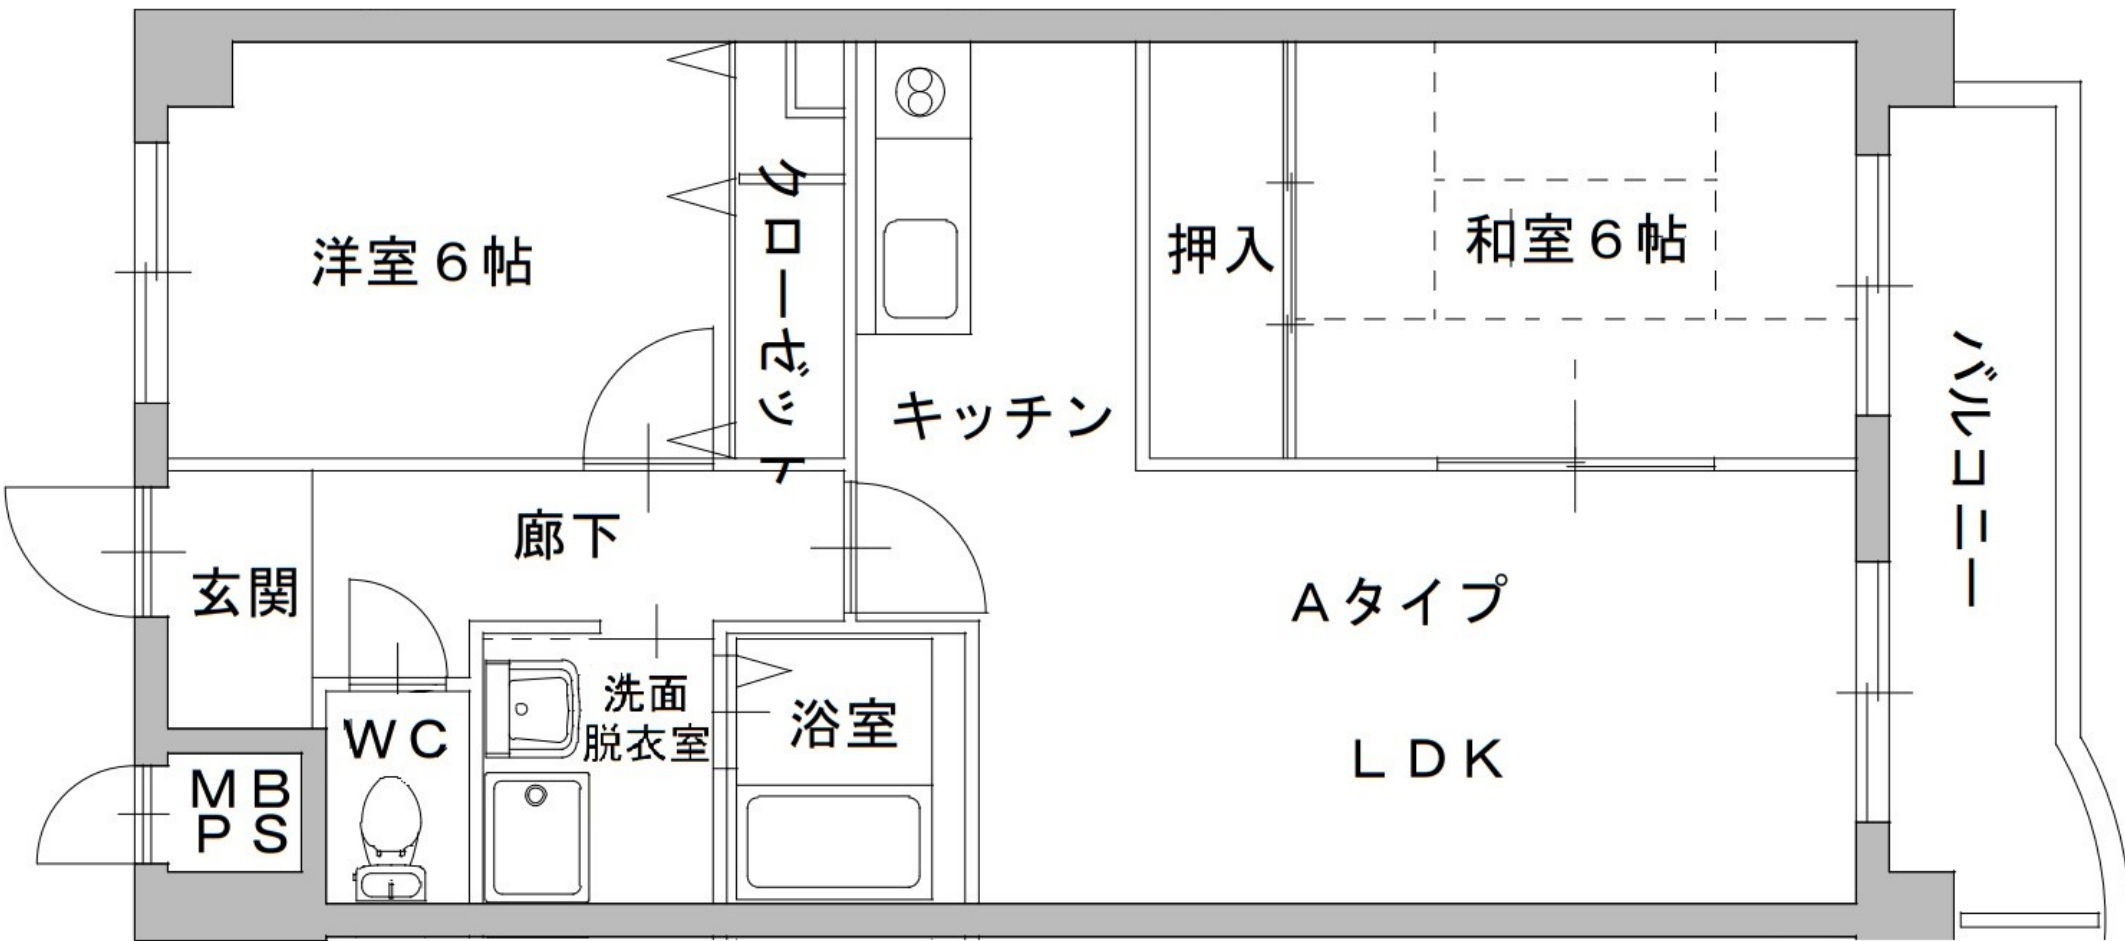 洋室６帖
クローゼット
キッチン
押入
和室６帖
バルコニー
廊下
玄関
Ａタイプ
ＬＤＫ
洗面
脱衣室
浴室
ＷＣ
ＭＢ
ＰＳ